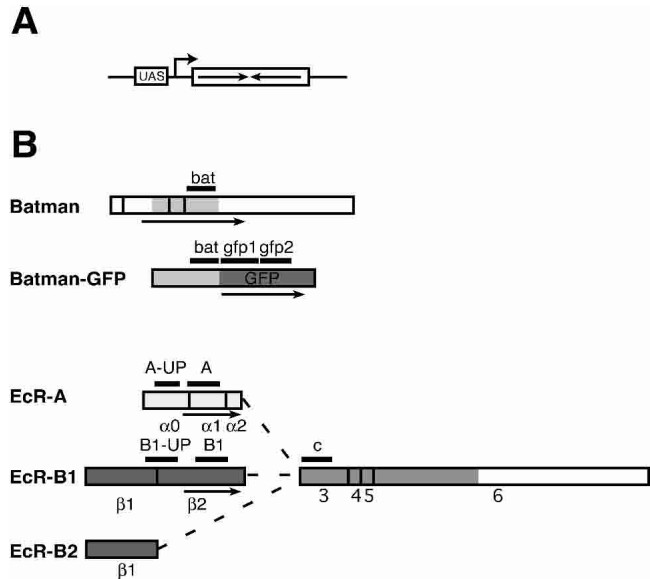 A
UAS
B
bat
Batman
bat gfp1 gfp2
Batman-GFP
GFP
A-UP A
EcR-A
α0 α1 α2
B1-UP B1
c
EcR-B1
3 4 5 6
β1 β2
EcR-B2
β1